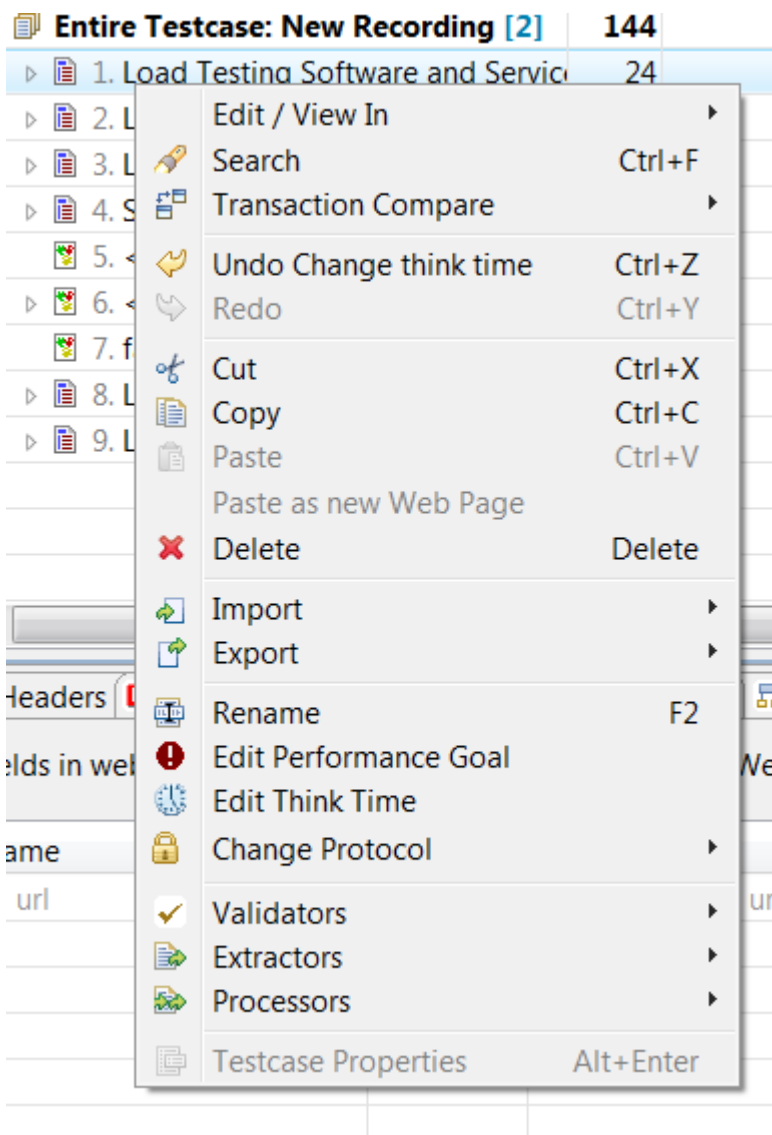 Entire Testcase: New Recording [2] 144
1. Load Testing Software and Servic 24
2. L
3. L
4. S
5. <
6. <
7. f
8. L
9. L
Edit / View In
Search Ctrl+F
Transaction Compare
Undo Change think time Ctrl+Z
Redo Ctrl+Y
Cut Ctrl+X
Copy Ctrl+C
Paste Ctrl+V
Paste as new Web Page
Delete Delete
Import
Export
Rename F2
Edit Performance Goal
Edit Think Time
Change Protocol
Validators
Extractors
Processors
Testcase Properties Alt+Enter
Headers
elds in we
We
ame
url
ur